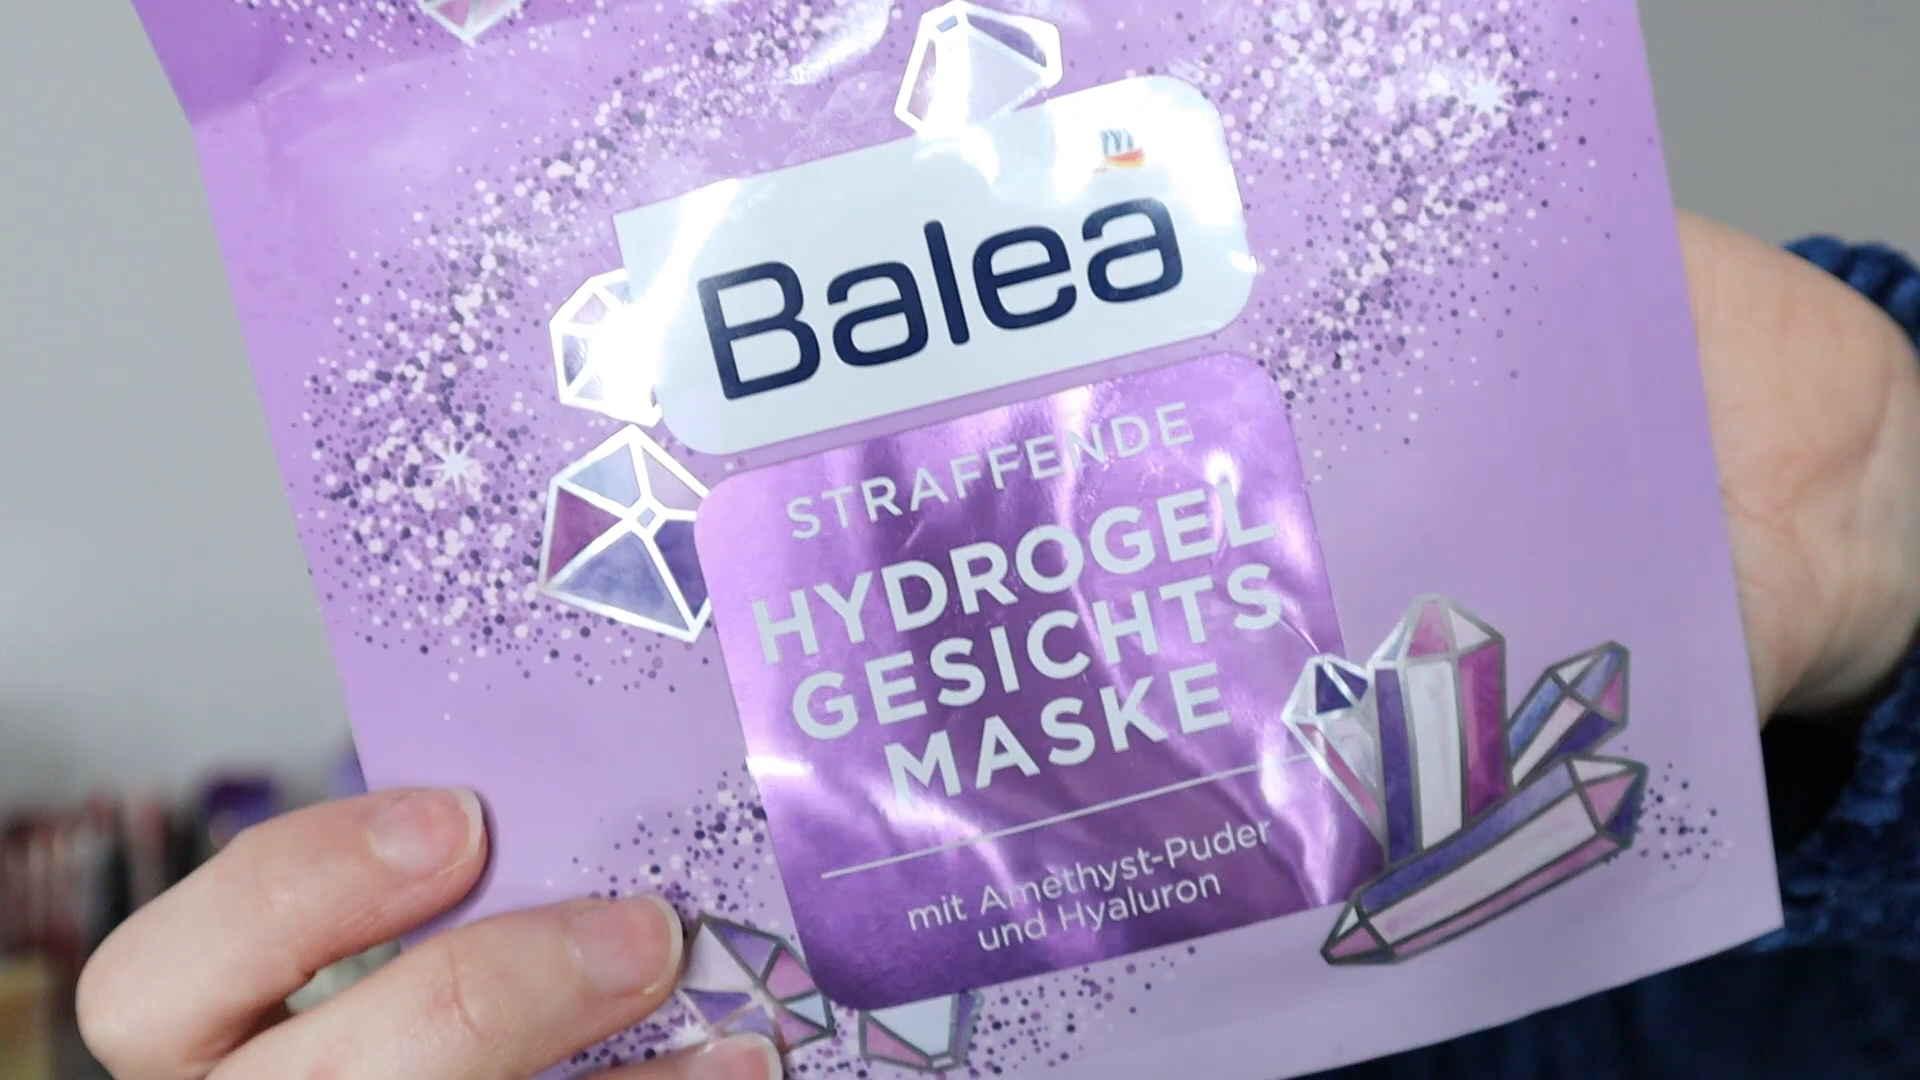 Balea
STRAFFENDE
HYDROGEL
GESICHTS
MASKE
mit Amethyst-Puder
und Hyaluron